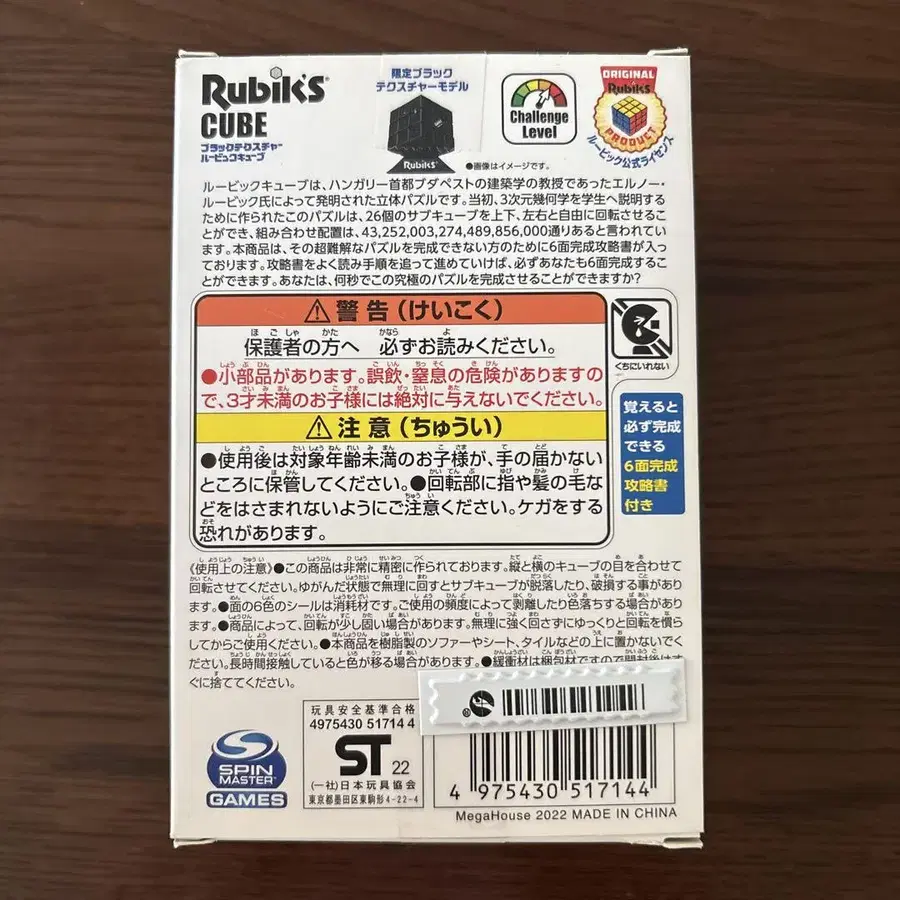 Rubik's
CUBE
ブラックテクスチャー
ルービックキューブ
限定ブラック
テクスチャーモデル
Rubik's
●画像はイメージです。
Challenge
Level
ORIGINAL
Rubik's
PRODUCT
ルービック公式ライセンス
ルービックキューブは、ハンガリー首都ブダペストの建築学の教授であったエルノー・
ルービック氏によって発明された立体パズルです。当初、3次元幾何学を学生へ説明する
ために作られたこのパズルは、26個のサブキューブを上下、左右と自由に回転させるこ
とができ、組み合わせ配置は、43,252,003,274,489,856,000通りあると言われてい
ます。本商品は、その超難解なパズルを完成できない方のために6面完成攻略書が入っ
ております。攻略書をよく読み手順を追って進めていけば、必ずあなたも6面完成するこ
とができます。あなたは、何秒でこの究極のパズルを完成させることができますか?
⚠警告(けいこく)
保護者の方へ 必ずお読みください。
●小部品があります。誤飲・窒息の危険がありますの
で、3才未満のお子様には絶対に与えないでください。
⚠注意(ちゅうい)
●使用後は対象年齢未満のお子様が、手の届かない
ところに保管してください。●回転部に指や髪の毛な
どをはさまれないようにご注意ください。ケガをする
恐れがあります。
くちにいれない
覚えると
必ず完成
できる
6面完成
攻略書
付き
《使用上の注意》●この商品は非常に精密に作られております。縦と横のキューブの目を合わせて
回転させてください。ゆがんだ状態で無理に回すとサブキューブが脱落したり、破損する事があり
ます。●面の6色のシールは消耗材です。ご使用の頻度によって剥離したり色落ちする場合があり
ます。●商品によって、回転が少し固い場合があります。無理に強く回さずにゆっくりと回転を慣らし
てからご使用ください。●本商品を樹脂製のソファーやシート、タイルなどの上に置かないでくだ
さい。長時間接触していると色が移る場合があります。●緩衝材は梱包材ですので開封後はす
ぐに捨ててください。
SPIN
MASTER
GAMES
玩具安全基準合格
4975430 51714 4
ST 22
(一社)日本玩具協会
東京都墨田区東駒形4-22-4
4 975430 517144
MegaHouse 2022 MADE IN CHINA